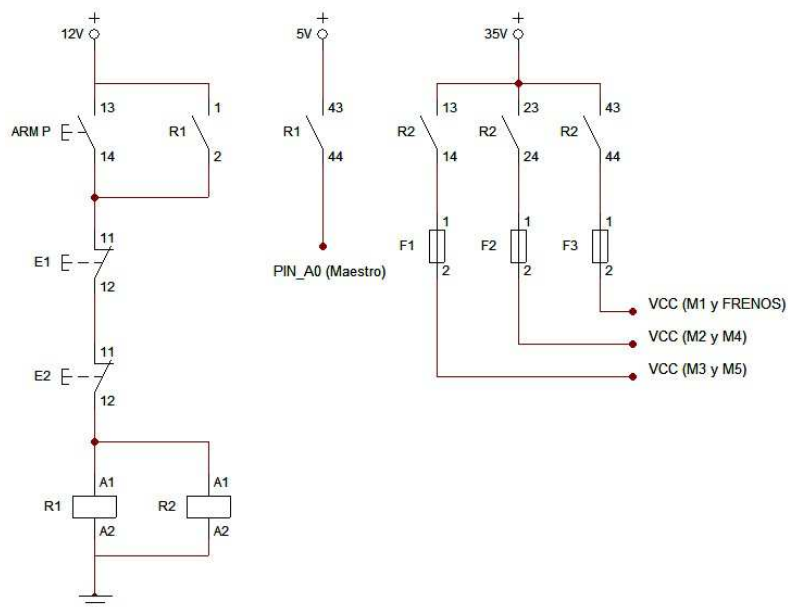 + + +
12V 5V 35V
13 1 43 13 23 43
ARM P R1 R1 R2 R2 R2
14 2 44 14 24 44
11 1 1 1
E1 F1 F2 F3
12 2 2 2
PIN_A0 (Maestro)
VCC (M1 y FRENOS)
VCC (M2 y M4)
11
E2
12
VCC (M3 y M5)
A1 A1
R1 R2
A2 A2